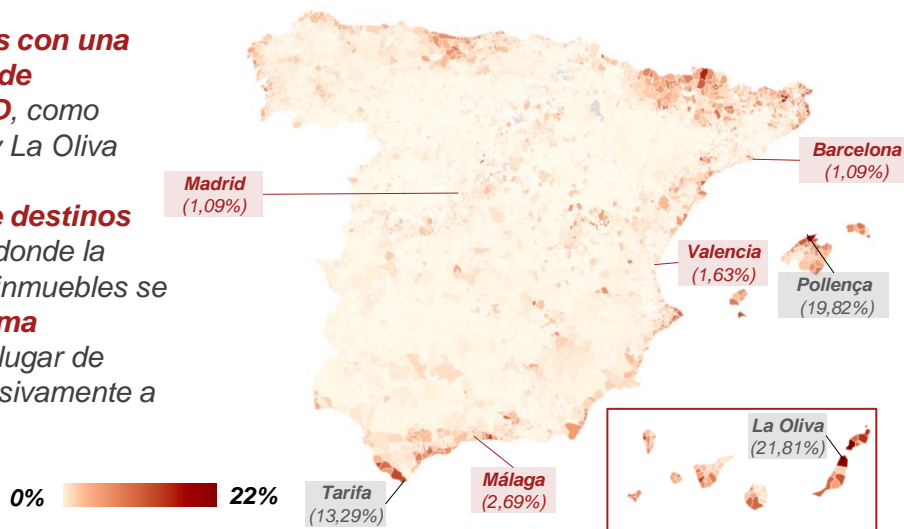 s con una
de
D, como
y La Oliva
e destinos
donde la
inmuebles se
ma
lugar de
sivamente a
Madrid
(1,09%)
Barcelona
(1,09%)
Valencia
(1,63%)
Pollença
(19,82%)
La Oliva
(21,81%)
Málaga
(2,69%)
Tarifa
(13,29%)
0%
22%